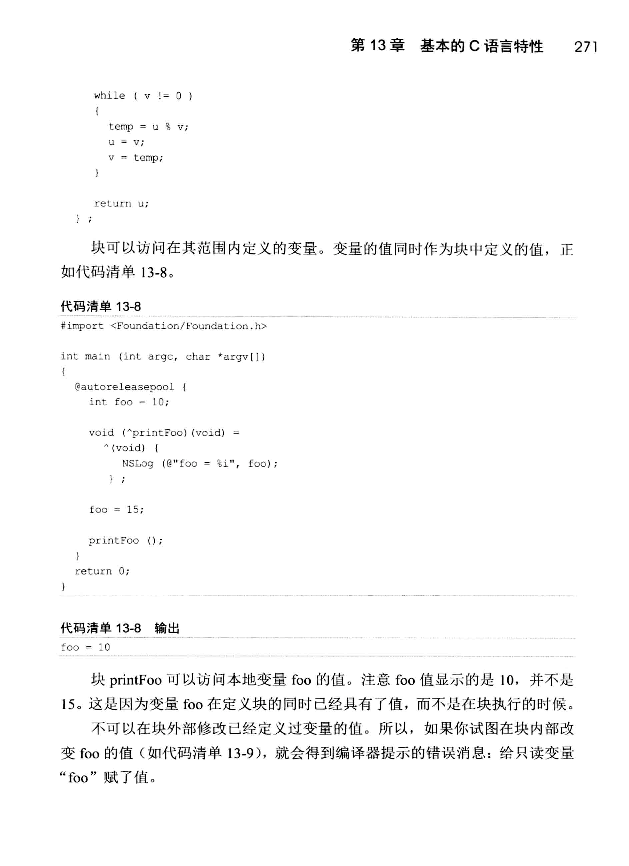 第 13 章 基本的 C 语言特性 271
while ( v != 0 )
{
temp = u % v;
u = v;
v = temp;
}
return u;
} ;
块可以访问在其范围内定义的变量。变量的值同时作为块中定义的值，正
如代码清单 13-8。
代码清单 13-8
#import <Foundation/Foundation.h>
int main (int argc, char *argv[])
{
@autoreleasepool {
int foo = 10;
void (^printFoo)(void) =
^(void) {
NSLog (@"foo = %i", foo);
} ;
foo = 15;
printFoo ();
}
return 0;
}
代码清单 13-8 输出
foo = 10
块 printFoo 可以访问本地变量 foo 的值。注意 foo 值显示的是 10，并不是
15。这是因为变量 foo 在定义块的同时已经具有了值，而不是在块执行的时候。
不可以在块外部修改已经定义过变量的值。所以，如果你试图在块内部改
变 foo 的值（如代码清单 13-9），就会得到编译器提示的错误消息：给只读变量
“foo”赋了值。